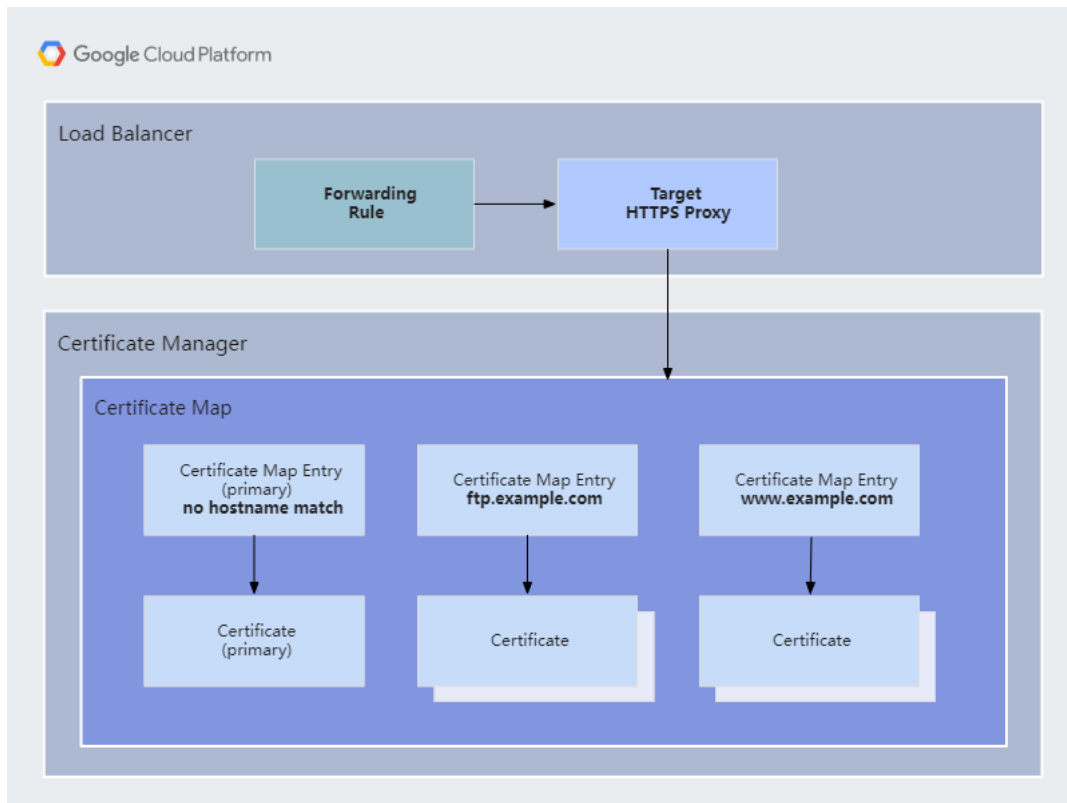 Google Cloud Platform
Load Balancer
Forwarding
Rule
Target
HTTPS Proxy
Certificate Manager
Certificate Map
Certificate Map Entry
(primary)
no hostname match
Certificate Map Entry
ftp.example.com
Certificate Map Entry
www.example.com
Certificate
(primary)
Certificate
Certificate